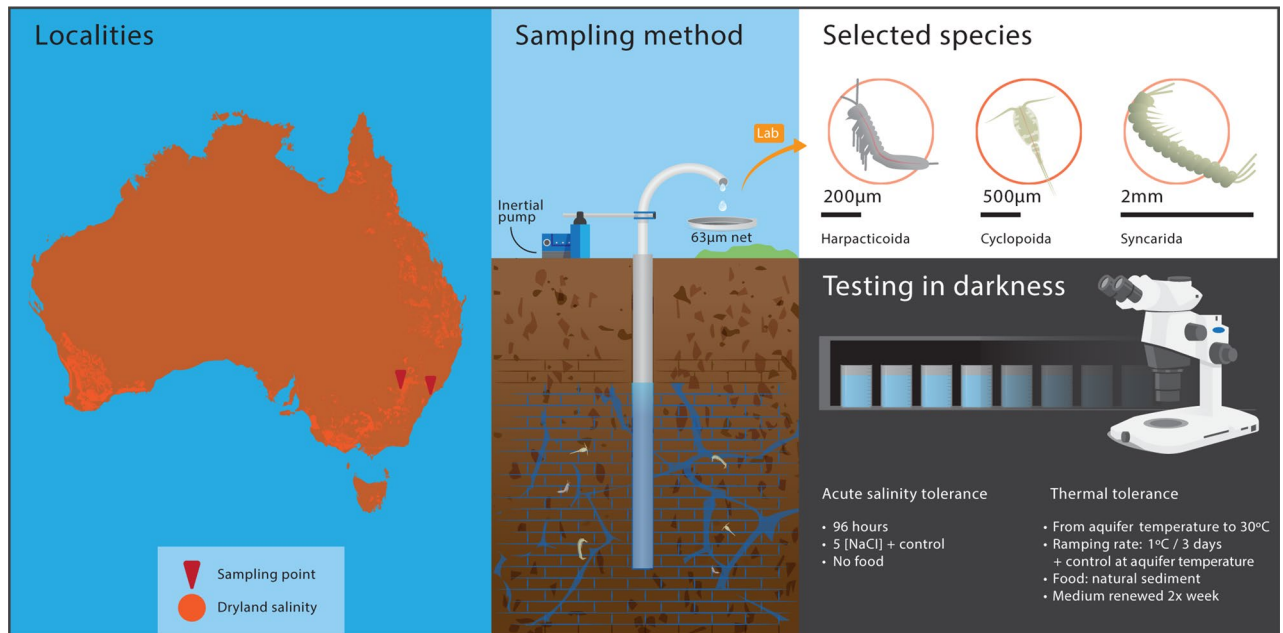 Localities
Sampling point
Dryland salinity
Sampling method
Lab
Inertial
pump
63μm net
Selected species
200μm
500μm
2mm
Harpacticoida
Cyclopoida
Syncarida
Testing in darkness
Acute salinity tolerance
• 96 hours
• 5 [NaCl] + control
• No food
Thermal tolerance
• From aquifer temperature to 30ºC
• Ramping rate: 1ºC / 3 days
+ control at aquifer temperature
• Food: natural sediment
• Medium renewed 2x week